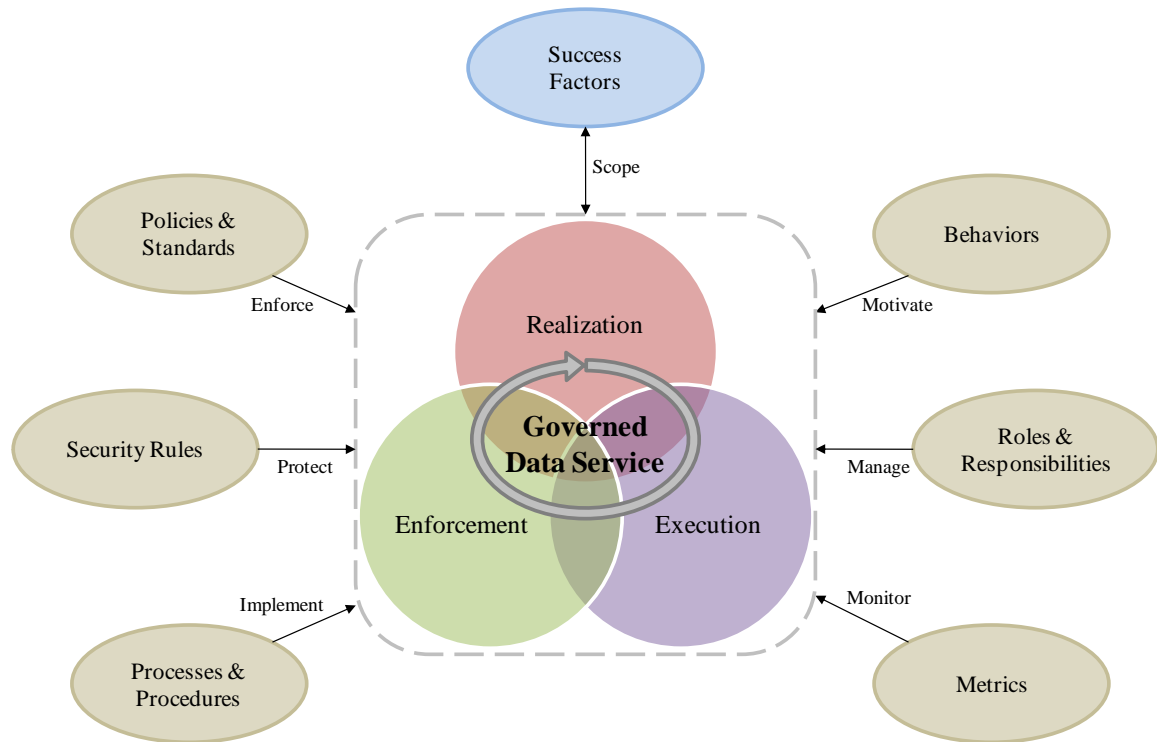 Success
Factors
Scope
Policies &
Standards
Behaviors
Enforce
Motivate
Realization
Governed
Data Service
Security Rules
Protect
Manage
Roles &
Responsibilities
Enforcement
Execution
Implement
Monitor
Processes &
Procedures
Metrics